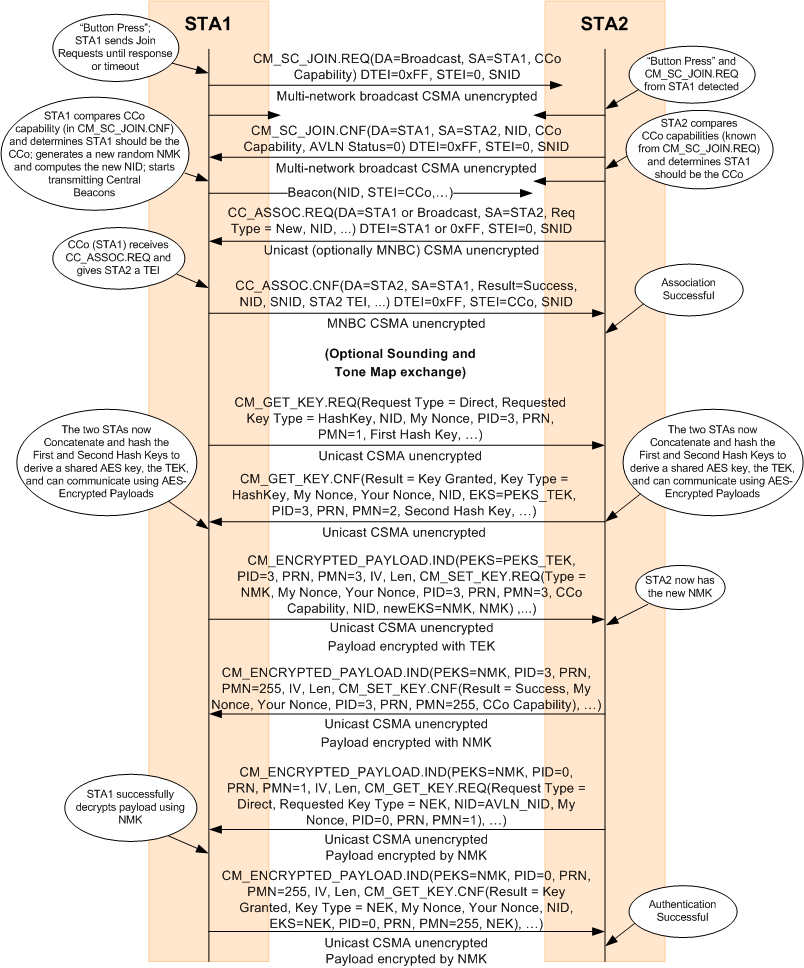 STA1
STA2
"Button Press";
STA1 sends Join
Requests until response
or timeout
CM_SC_JOIN.REQ(DA=Broadcast, SA=STA1, CCo
Capability) DTEI=0xFF, STEI=0, SNID
Multi-network broadcast CSMA unencrypted
"Button Press" and
CM_SC_JOIN.REQ
from STA1 detected
STA1 compares CCo
capability (in CM_SC_JOIN.CNF)
and determines STA1 should be the
CCo; generates a new random NMK
and computes the new NID; starts
transmitting Central
Beacons
CM_SC_JOIN.CNF(DA=STA1, SA=STA2, NID, CCo
Capability, AVLN Status=0) DTEI=0xFF, STEI=0, SNID
Multi-network broadcast CSMA unencrypted
STA2 compares
CCo capabilities (known
from CM_SC_JOIN.REQ)
and determines STA1
should be the CCo
Beacon(NID, STEI=CCo,...)
CC_ASSOC.REQ(DA=STA1 or Broadcast, SA=STA2, Req
Type = New, NID, ...) DTEI=STA1 or 0xFF, STEI=0, SNID
Unicast (optionally MNBC) CSMA unencrypted
CCo (STA1) receives
CC_ASSOC.REQ and
gives STA2 a TEI
CC_ASSOC.CNF(DA=STA2, SA=STA1, Result=Success,
NID, SNID, STA2 TEI, ...) DTEI=0xFF, STEI=CCo, SNID
MNBC CSMA unencrypted
Association
Successful
(Optional Sounding and
Tone Map exchange)
CM_GET_KEY.REQ(Request Type = Direct, Requested
Key Type = HashKey, NID, My Nonce, PID=3, PRN,
PMN=1, First Hash Key, ...)
Unicast CSMA unencrypted
The two STAs now
Concatenate and hash the
First and Second Hash Keys to
derive a shared AES key, the TEK,
and can communicate using AES-
Encrypted Payloads
The two STAs now
Concatenate and hash the
First and Second Hash Keys to
derive a shared AES key, the TEK,
and can communicate using AES-
Encrypted Payloads
CM_GET_KEY.CNF(Result = Key Granted, Key Type =
HashKey, My Nonce, Your Nonce, NID, EKS=PEKS_TEK,
PID=3, PRN, PMN=2, Second Hash Key, ...)
Unicast CSMA unencrypted
CM_ENCRYPTED_PAYLOAD.IND(PEKS=PEKS_TEK,
PID=3, PRN, PMN=3, IV, Len, CM_SET_KEY.REQ(Type =
NMK, My Nonce, Your Nonce, PID=3, PRN, PMN=3, CCo
Capability, NID, newEKS=NMK, NMK) ,...)
Unicast CSMA unencrypted
Payload encrypted with TEK
STA2 now has
the new NMK
CM_ENCRYPTED_PAYLOAD.IND(PEKS=NMK, PID=3, PRN,
PMN=255, IV, Len, CM_SET_KEY.CNF(Result = Success, My
Nonce, Your Nonce, PID=3, PRN, PMN=255, CCo Capability), ...)
Unicast CSMA unencrypted
Payload encrypted with NMK
CM_ENCRYPTED_PAYLOAD.IND(PEKS=NMK, PID=0,
PRN, PMN=1, IV, Len, CM_GET_KEY.REQ(Request Type =
Direct, Requested Key Type = NEK, NID=AVLN_NID, My
Nonce, PID=0, PRN, PMN=1), ...)
Unicast CSMA unencrypted
Payload encrypted by NMK
STA1 successfully
decrypts payload using
NMK
CM_ENCRYPTED_PAYLOAD.IND(PEKS=NMK, PID=0, PRN,
PMN=255, IV, Len, CM_GET_KEY.CNF(Result = Key
Granted, Key Type = NEK, My Nonce, Your Nonce, NID,
EKS=NEK, PID=0, PRN, PMN=255, NEK), ...)
Unicast CSMA unencrypted
Payload encrypted by NMK
Authentication
Successful